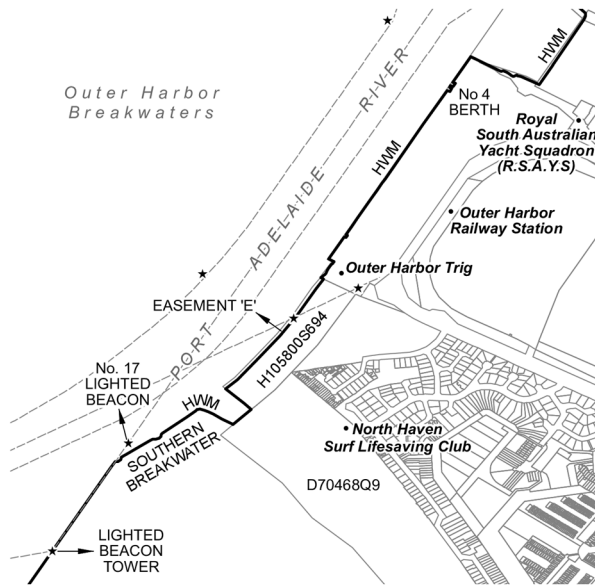 HWM
Outer Harbor
Breakwaters
No 4
BERTH
Royal
South Australian
Yacht Squadron
(R.S.A.Y.S)
HWM
PORT ADELAIDE RIVER
Outer Harbor
Railway Station
Outer Harbor Trig
EASEMENT 'E'
H105800S694
No. 17
LIGHTED
BEACON
HWM
SOUTHERN
BREAKWATER
North Haven
Surf Lifesaving Club
D70468Q9
LIGHTED
BEACON
TOWER